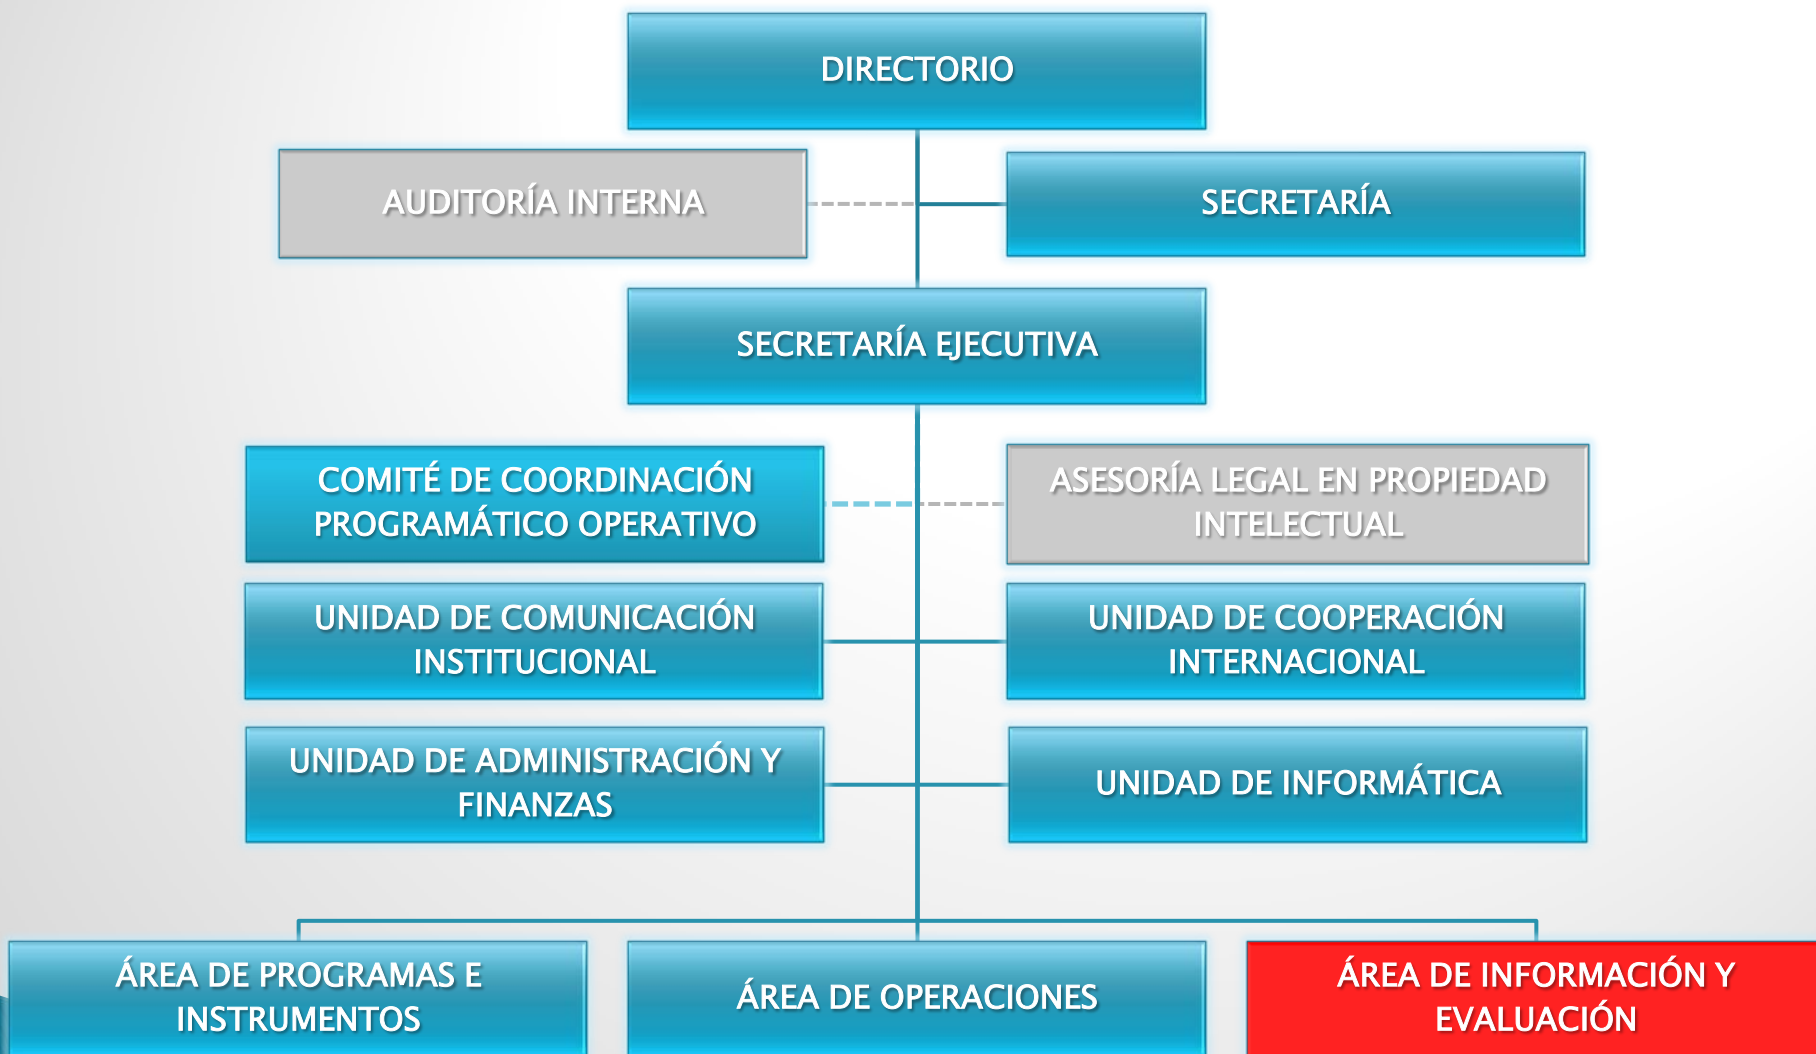 DIRECTORIO
AUDITORÍA INTERNA
SECRETARÍA
SECRETARÍA EJECUTIVA
COMITÉ DE COORDINACIÓN
PROGRAMÁTICO OPERATIVO
ASESORÍA LEGAL EN PROPIEDAD
INTELECTUAL
UNIDAD DE COMUNICACIÓN
INSTITUCIONAL
UNIDAD DE COOPERACIÓN
INTERNACIONAL
UNIDAD DE ADMINISTRACIÓN Y
FINANZAS
UNIDAD DE INFORMÁTICA
ÁREA DE PROGRAMAS E
INSTRUMENTOS
ÁREA DE OPERACIONES
ÁREA DE INFORMACIÓN Y
EVALUACIÓN